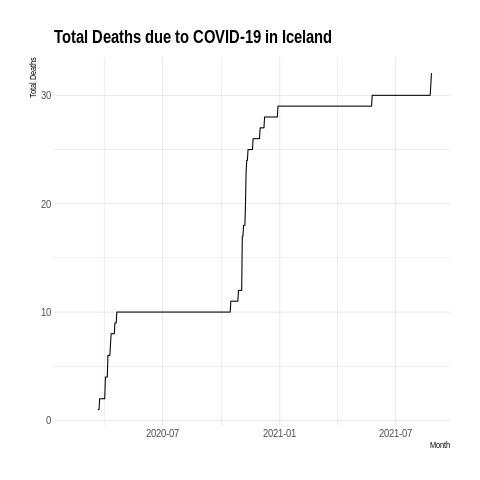 Total Deaths due to COVID-19 in Iceland
Total Deaths
30
20
10
0
2020-07
2021-01
2021-07
Month